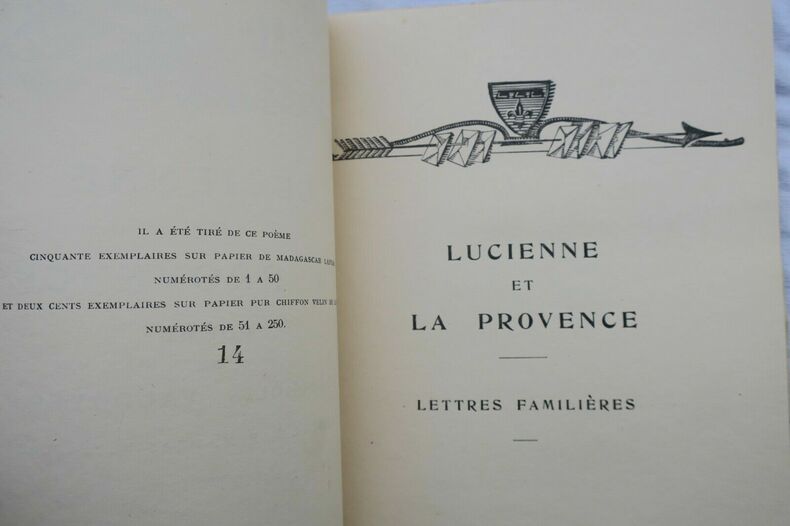 IL A ÉTÉ TIRÉ DE CE POÈME
CINQUANTE EXEMPLAIRES SUR PAPIER DE MADAGASCAR
NUMÉROTÉS DE 1 A 50
ET DEUX CENTS EXEMPLAIRES SUR PAPIER PUR CHIFFON VELIN
NUMÉROTÉS DE 51 A 250.
14
LUCIENNE
ET
LA PROVENCE
LETTRES FAMILIÈRES